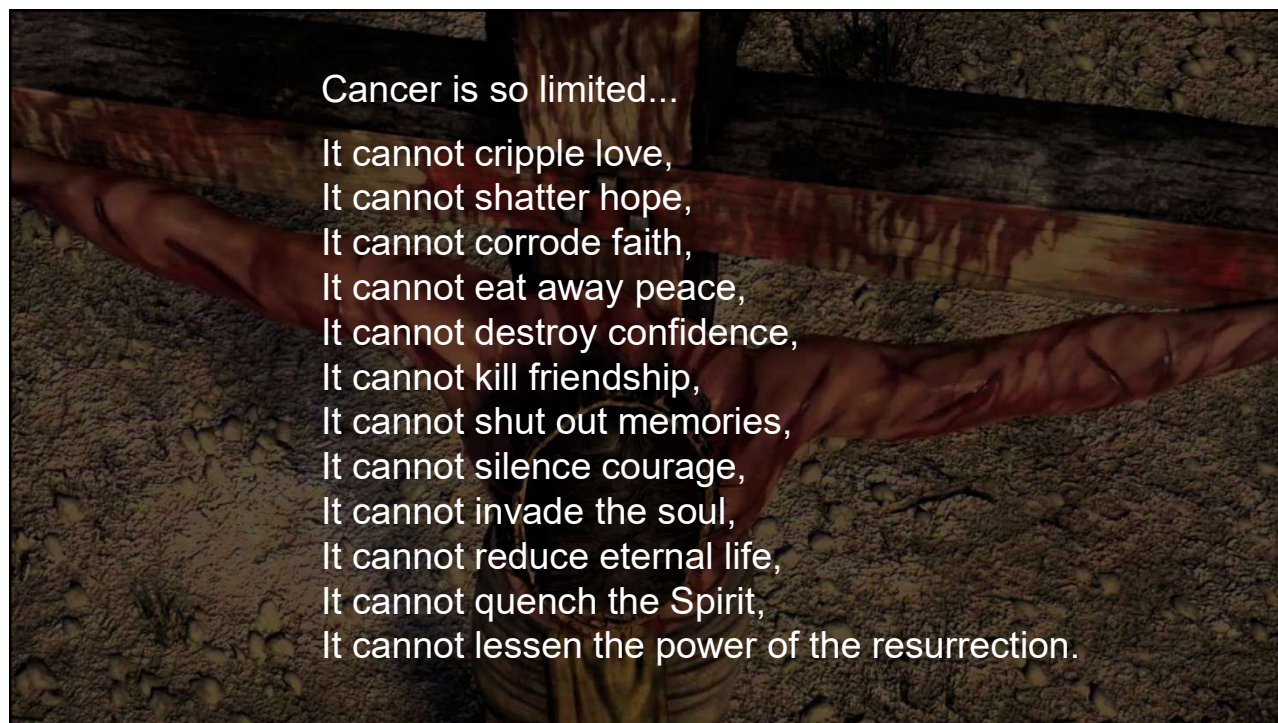 Cancer is so limited...
It cannot cripple love,
It cannot shatter hope,
It cannot corrode faith,
It cannot eat away peace,
It cannot destroy confidence,
It cannot kill friendship,
It cannot shut out memories,
It cannot silence courage,
It cannot invade the soul,
It cannot reduce eternal life,
It cannot quench the Spirit,
It cannot lessen the power of the resurrection.